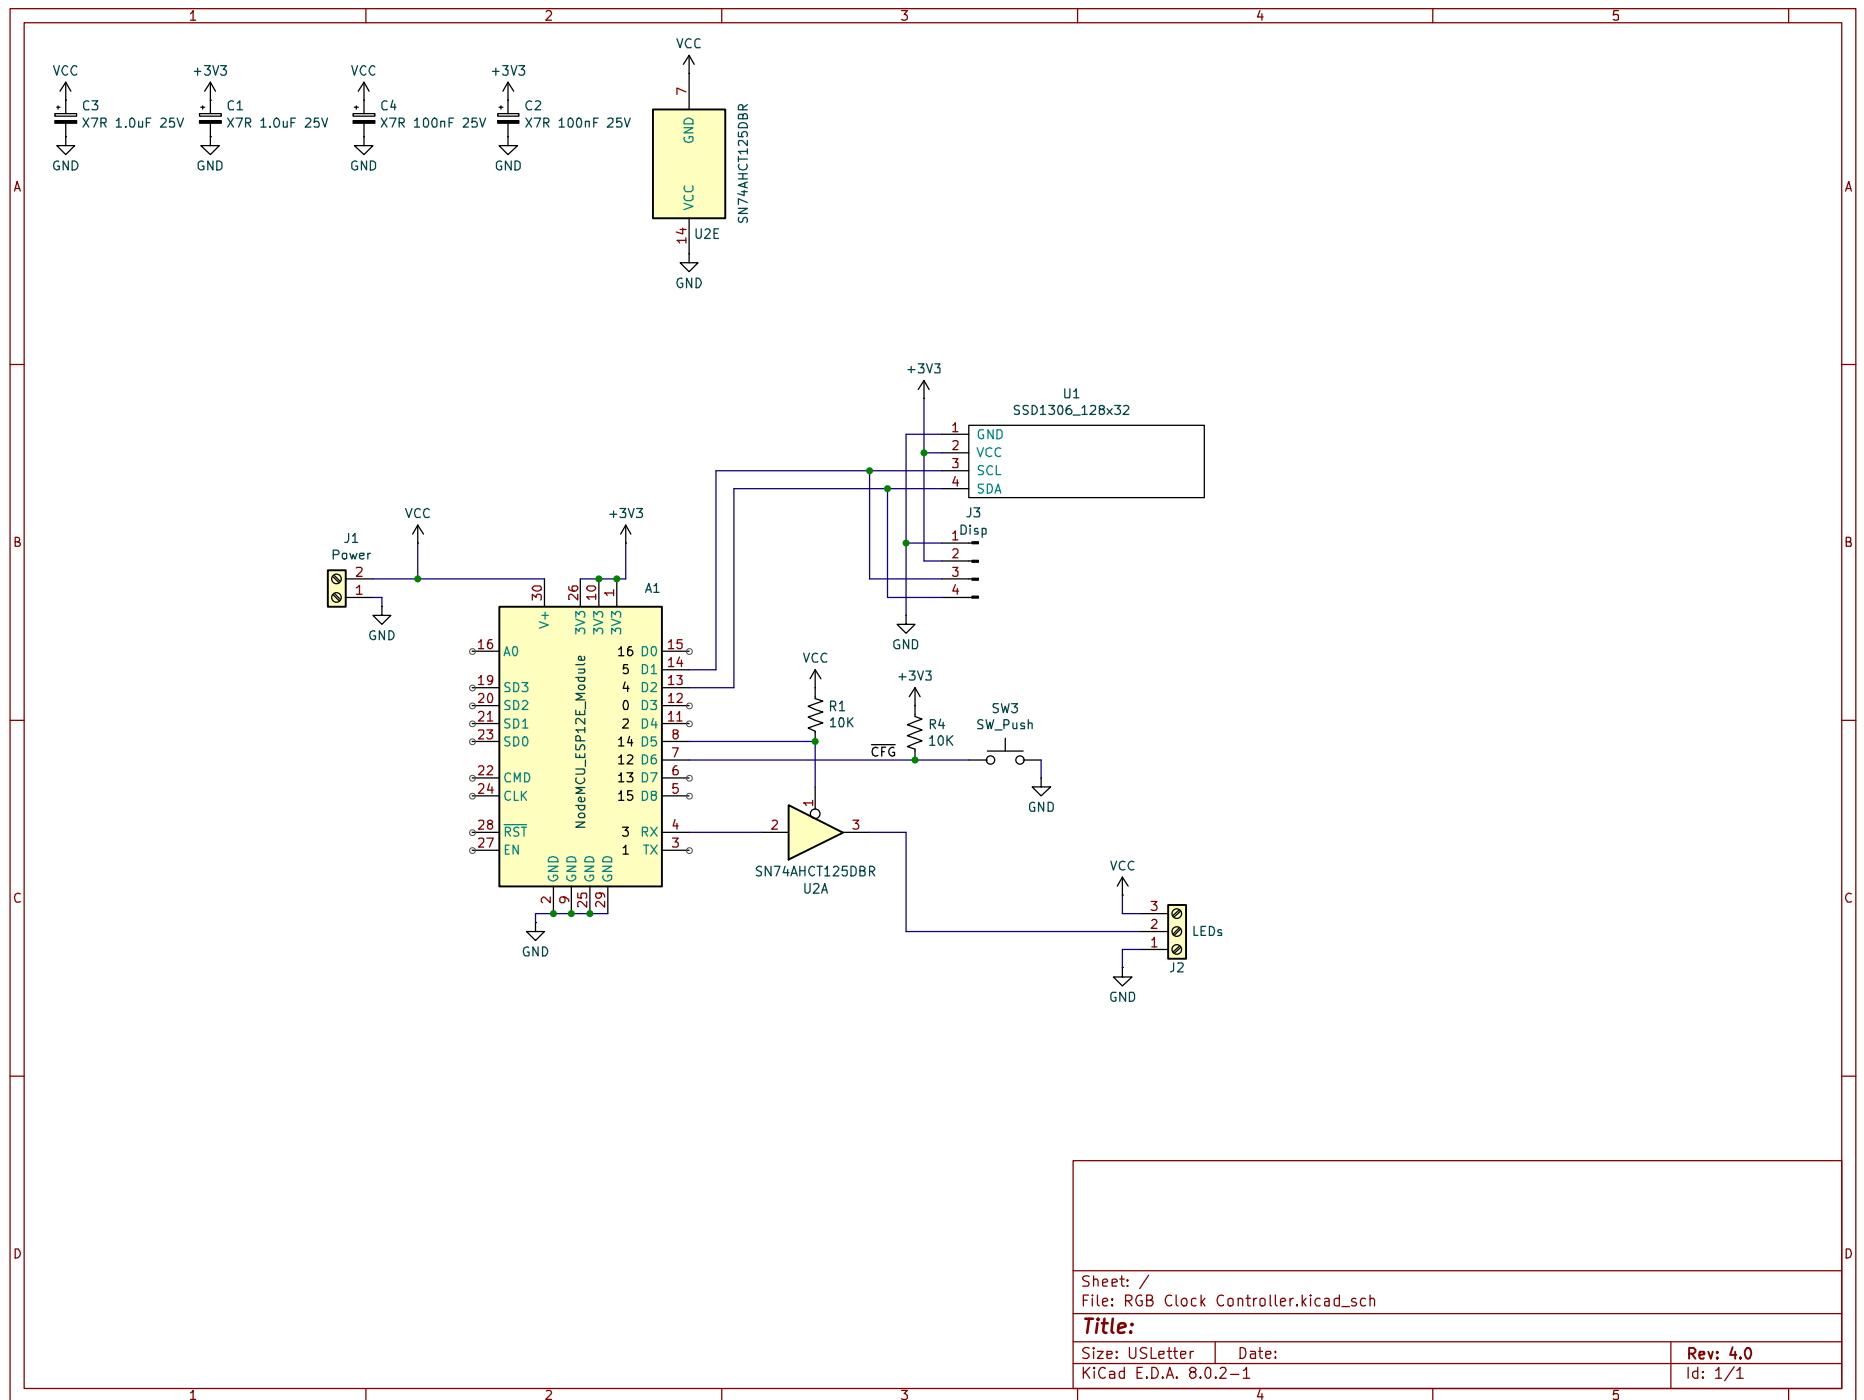 1 2 3 4 5
A A
B B
C C
D D
VCC
C3
X7R 1.0uF 25V
GND
+3V3
C1
X7R 1.0uF 25V
GND
VCC
C4
X7R 100nF 25V
GND
+3V3
C2
X7R 100nF 25V
GND
VCC
7
GND
VCC
SN74AHCT125DBR
14
U2E
GND
+3V3
U1
SSD1306_128x32
1 GND
2 VCC
3 SCL
4 SDA
J3
Disp
1
2
3
4
GND
J1
Power
2
1
GND
VCC
+3V3
A1
30 26 10 1
V+ 3V3 3V3 3V3
NodeMCU_ESP12E_Module
16 A0
19 SD3
20 SD2
21 SD1
23 SD0
22 CMD
24 CLK
28 RST
27 EN
16 D0 15
5 D1 14
4 D2 13
0 D3 12
2 D4 11
14 D5 8
12 D6 7
13 D7 6
15 D8 5
3 RX 4
1 TX 3
GND GND GND GND
2 9 25 29
GND
VCC
R1
10K
+3V3
R4
10K
CFG
SW3
SW_Push
GND
1
2 3
SN74AHCT125DBR
U2A
VCC
3
2
1
LEDs
J2
GND
Sheet: /
File: RGB Clock Controller.kicad_sch
Title:
Size: USLetter Date: Rev: 4.0
KiCad E.D.A. 8.0.2-1 Id: 1/1
1 2 3 4 5